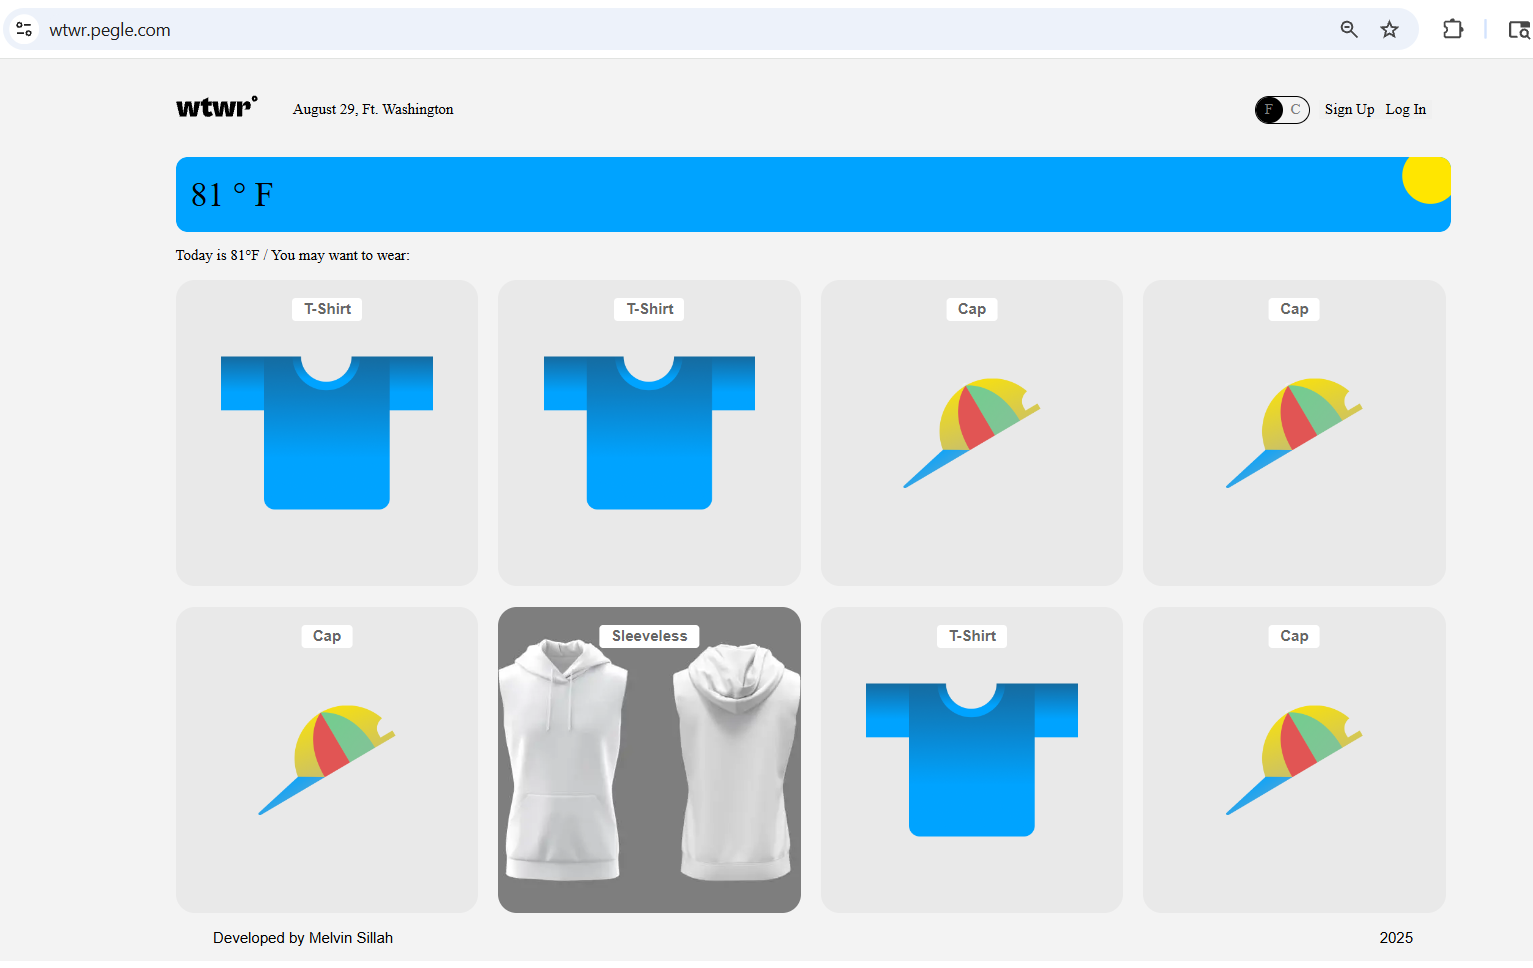 wtwr.pegle.com
wtwr° August 29, Ft. Washington F C Sign Up Log In
81 ° F
Today is 81°F / You may want to wear:
T-Shirt T-Shirt Cap Cap
Cap Sleeveless T-Shirt Cap
Developed by Melvin Sillah 2025